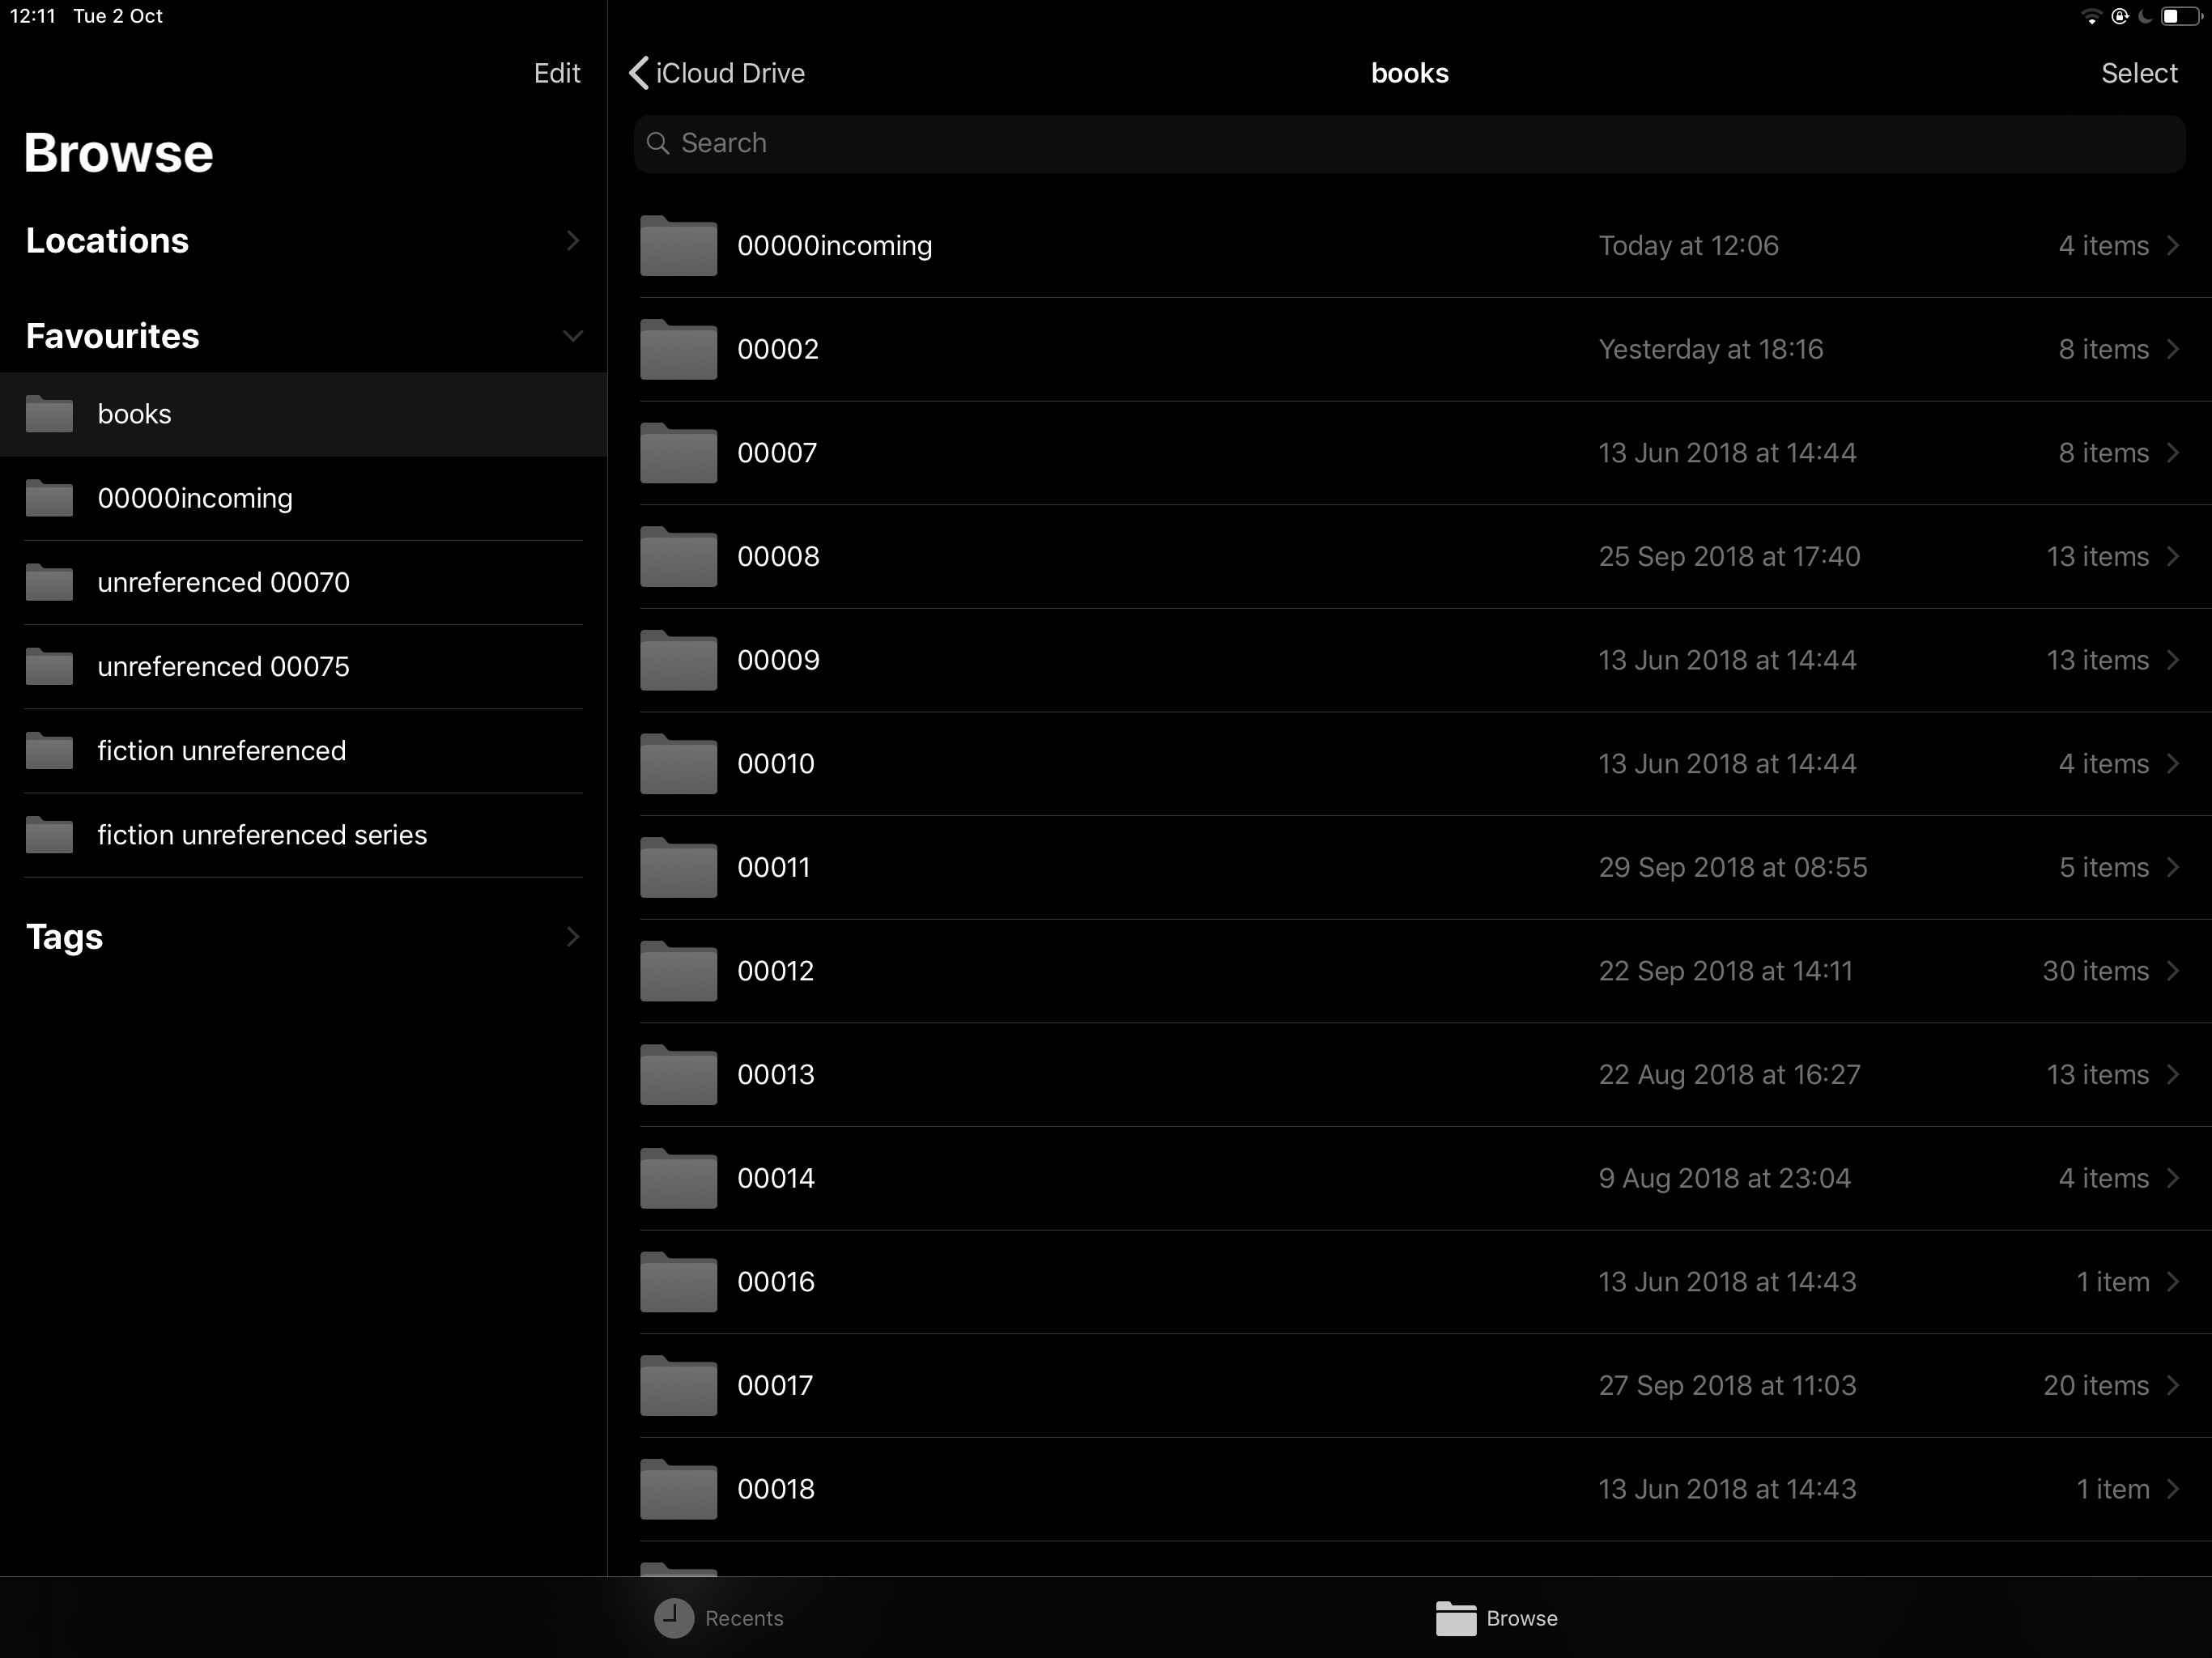 12:11 Tue 2 Oct
Edit
Browse
Locations
Favourites
books
00000incoming
unreferenced 00070
unreferenced 00075
fiction unreferenced
fiction unreferenced series
Tags
iCloud Drive books Select
Search
00000incoming Today at 12:06 4 items
00002 Yesterday at 18:16 8 items
00007 13 Jun 2018 at 14:44 8 items
00008 25 Sep 2018 at 17:40 13 items
00009 13 Jun 2018 at 14:44 13 items
00010 13 Jun 2018 at 14:44 4 items
00011 29 Sep 2018 at 08:55 5 items
00012 22 Sep 2018 at 14:11 30 items
00013 22 Aug 2018 at 16:27 13 items
00014 9 Aug 2018 at 23:04 4 items
00016 13 Jun 2018 at 14:43 1 item
00017 27 Sep 2018 at 11:03 20 items
00018 13 Jun 2018 at 14:43 1 item
Recents Browse